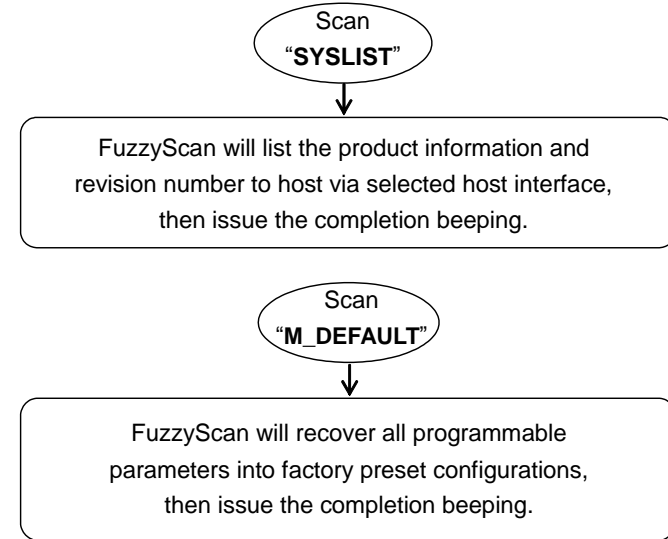 Scan
“SYSLIST”
FuzzyScan will list the product information and
revision number to host via selected host interface,
then issue the completion beeping.
Scan
“M_DEFAULT”
FuzzyScan will recover all programmable
parameters into factory preset configurations,
then issue the completion beeping.